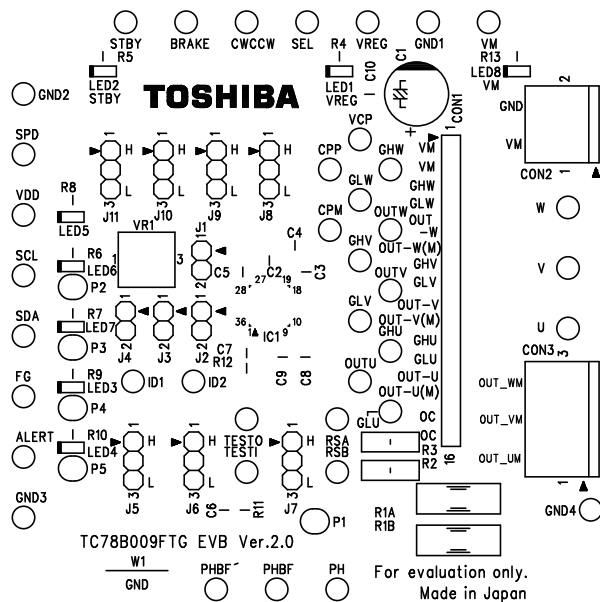 STBY BRAKE CWCCW SEL VREG GND1 VM
R5 R4 C1 R13
LED2 LED1 C10 LED8
STBY VREG VM
GND2 TOSHIBA CON1 2
GND
+ 1
VCP
SPD 1 1 1 1 VM VM
H H H H CPP GHW VM
L L L L GHW CON2 1
J11 J10 J9 J8 GLW GLW
VDD R8 OUT W
LED5 VR1 J1 CPM OUTW -W
C4 OUT-W(M)
R6 1 3 GHV GHV
SCL LED6 C5 C2 C3 V
P2 2 28 27 19 18 OUTV GLV
OUT-V
SDA R7 1 1 1 GLV OUT-V(M) U
LED7 36 1 9 10
P3 2 2 2 IC1 GHU GHU CON3 3
J4 J3 J2 C7 GLU
R9 R12 OUT-U
FG LED3 ID1 ID2 C9 C8 OUTU OUT-U(M) OUT_WM
P4 GLU OC OUT_VM
ALERT R10 1 TESTO 1 RSA OC
LED4 H H TESTI H RSB R3 OUT_UM
P5 L L L R2 16 1
J5 J6 C6 R11 J7
GND3 P1 R1A GND4
R1B
TC78B009FTG EVB Ver.2.0
W1
GND PHBF PHBF PH For evaluation only.
Made in Japan